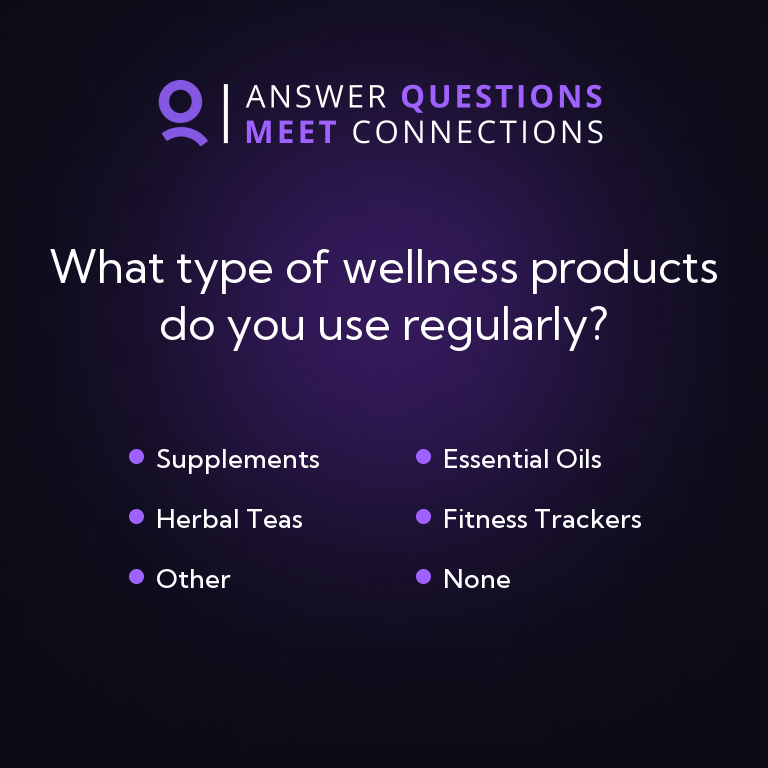 ANSWER QUESTIONS
MEET CONNECTIONS
What type of wellness products
do you use regularly?
Supplements
Essential Oils
Herbal Teas
Fitness Trackers
Other
None